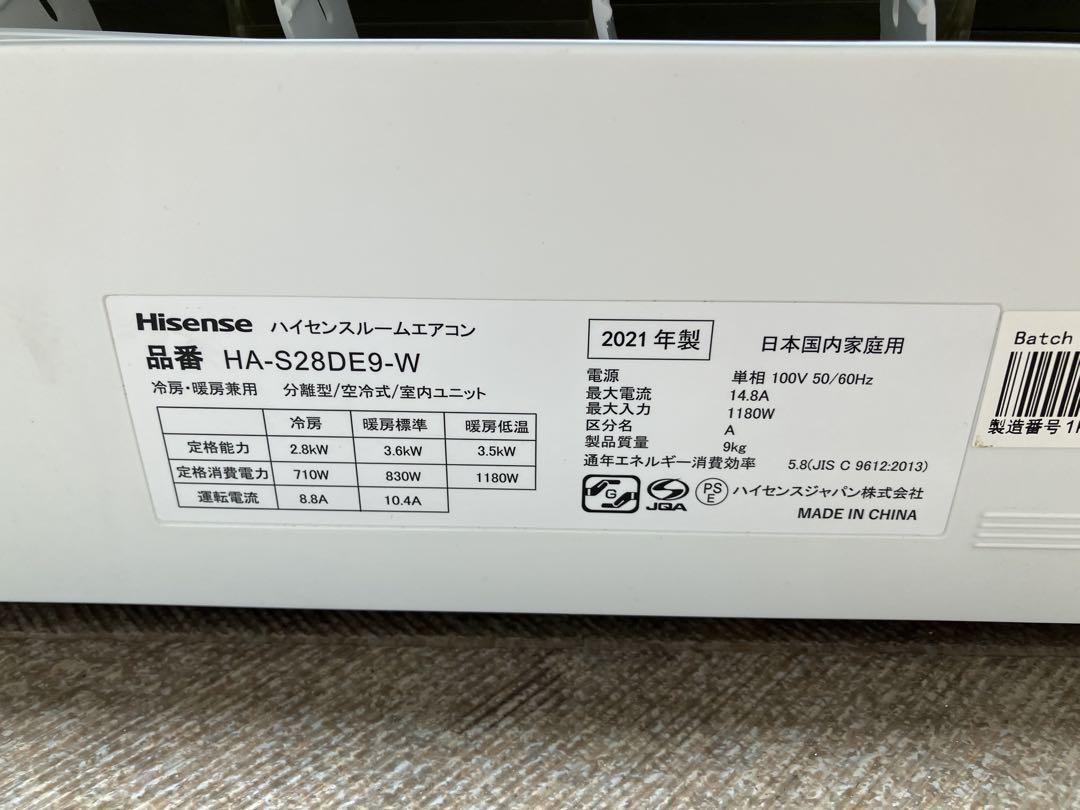 Hisense ハイセンスルームエアコン
品番 HA-S28DE9-W
冷房・暖房兼用 分離型/空冷式/室内ユニット
冷房 暖房標準 暖房低温
定格能力 2.8kW 3.6kW 3.5kW
定格消費電力 710W 830W 1180W
運転電流 8.8A 10.4A
2021年製 日本国内家庭用
電源 単相 100V 50/60Hz
最大電流 14.8A
最大入力 1180W
区分名 A
製品質量 9kg
通年エネルギー消費効率 5.8(JIS C 9612:2013)
G JQA PSE ハイセンスジャパン株式会社
MADE IN CHINA
Batch
製造番号 1